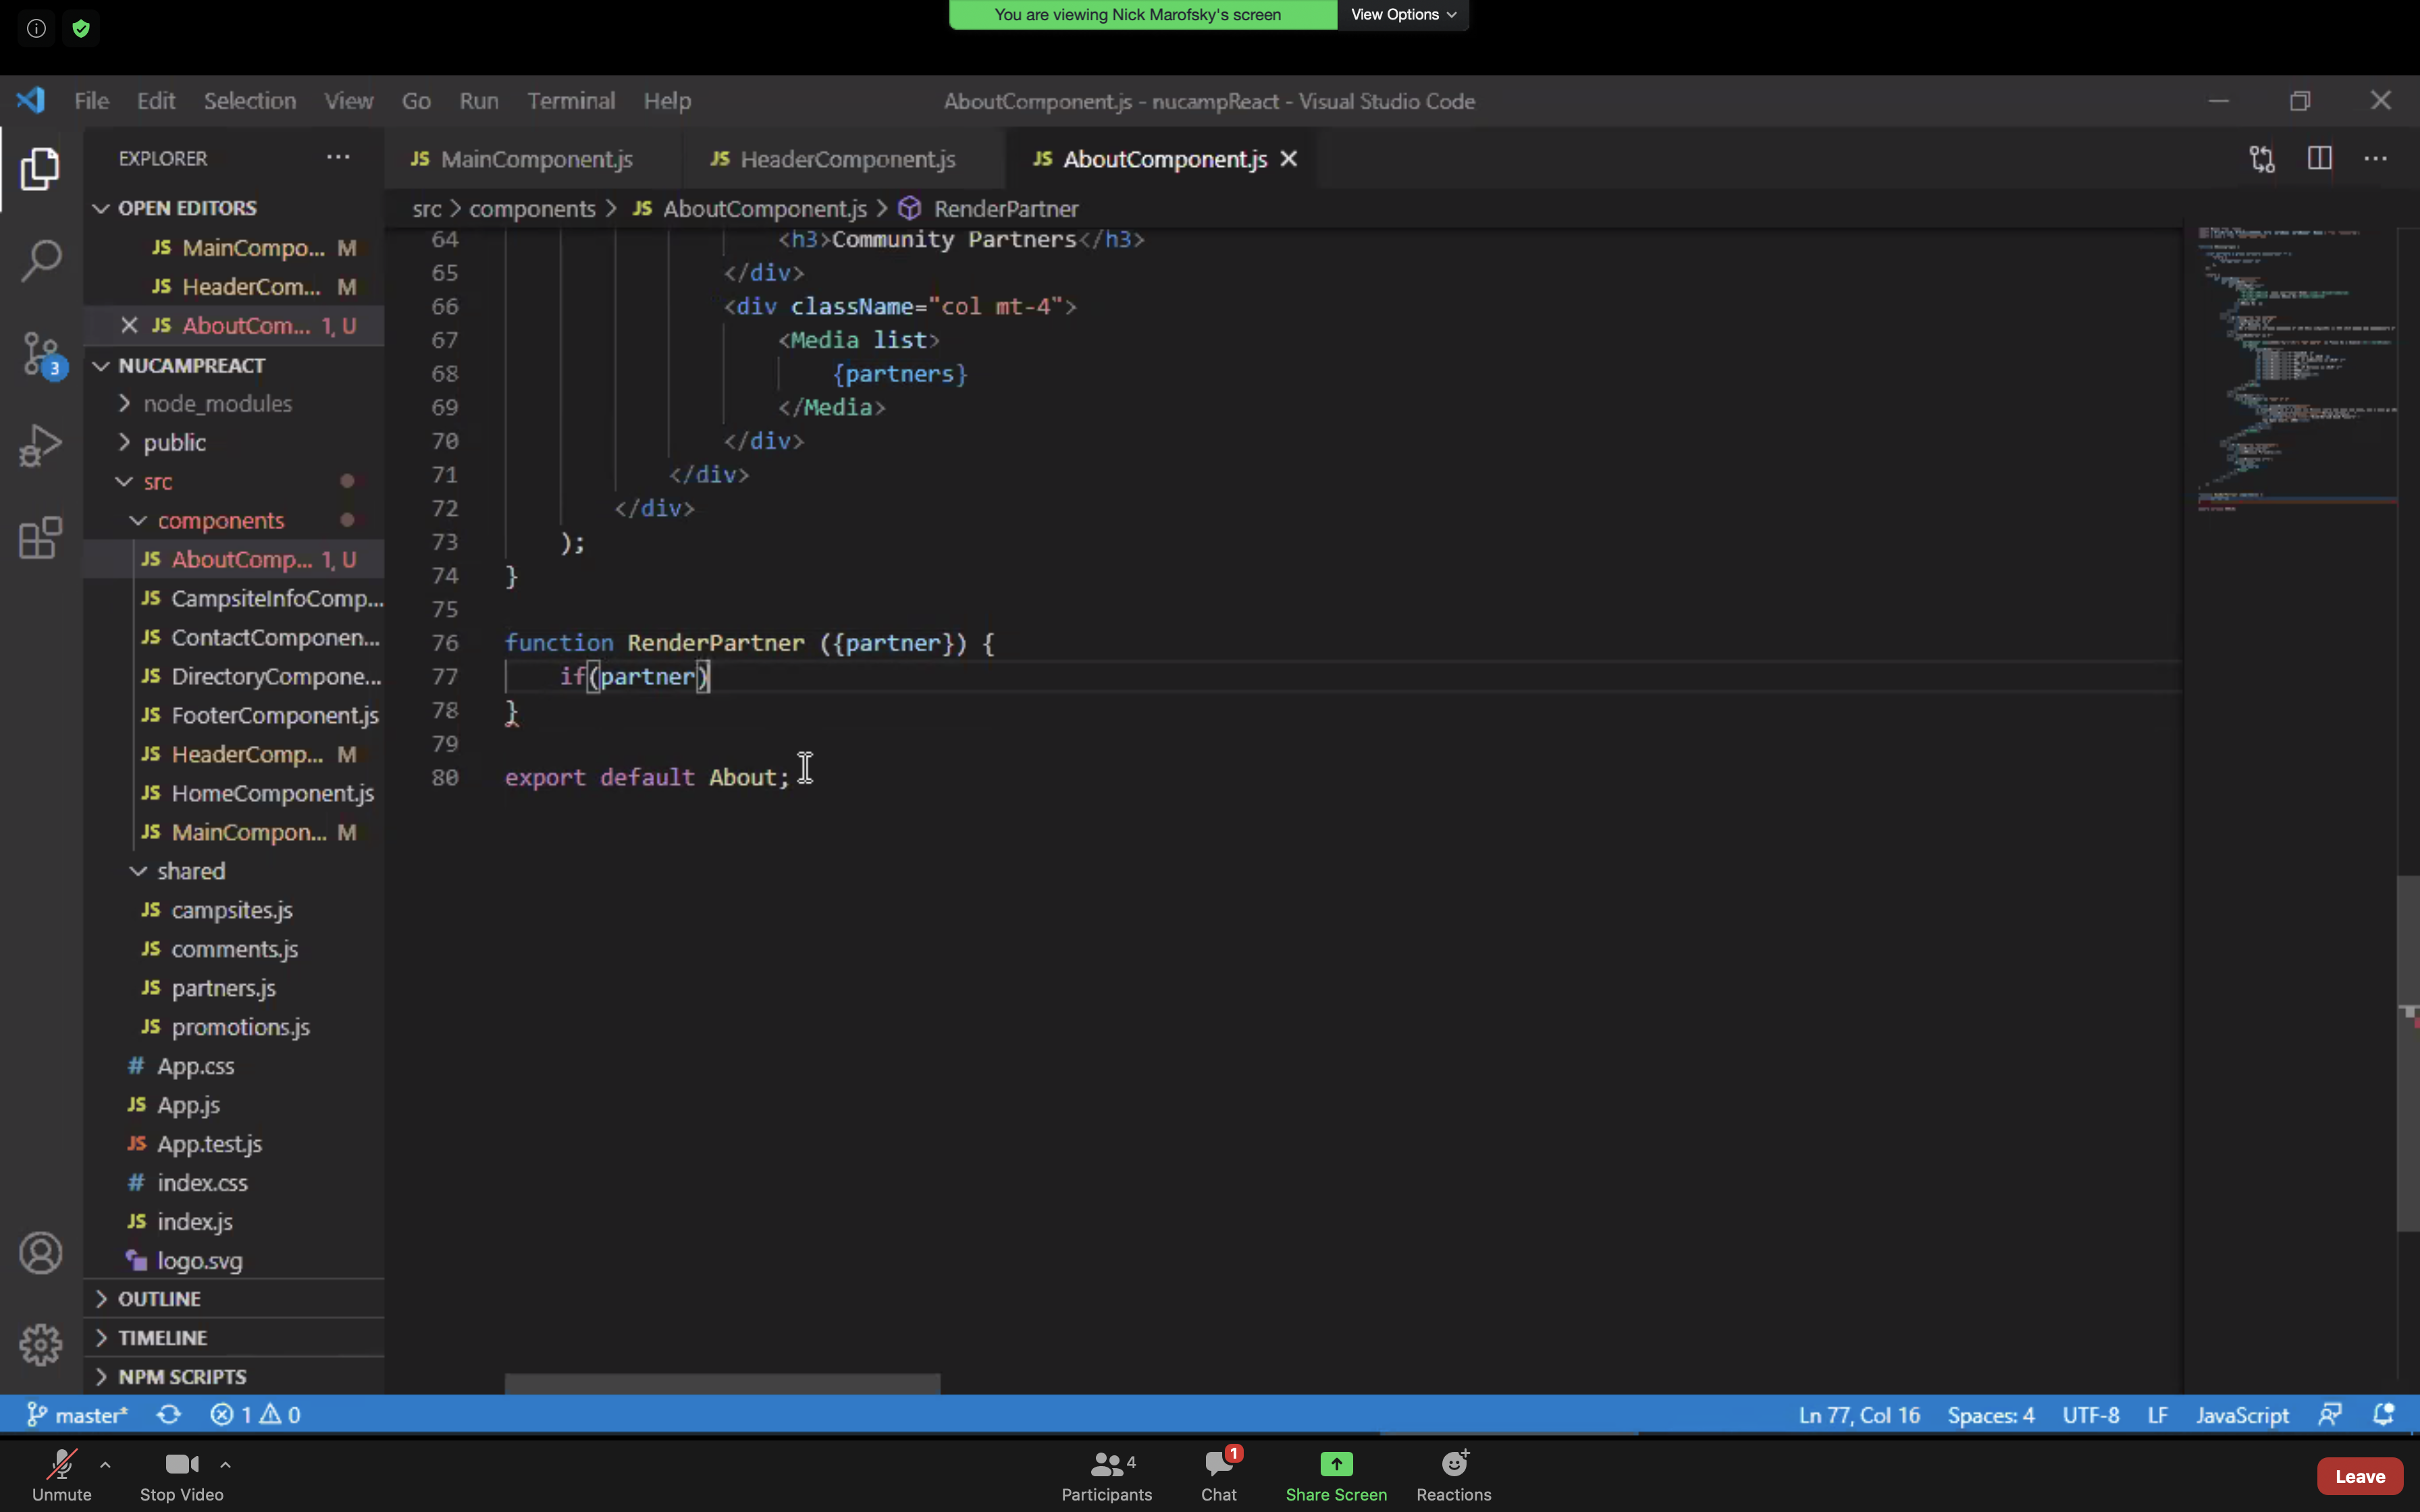 You are viewing Nick Marofsky's screen
View Options
File Edit Selection View Go Run Terminal Help
AboutComponent.js - nucampReact - Visual Studio Code
EXPLORER
OPEN EDITORS
JS MainCompo... M
JS HeaderCom... M
JS AboutCom... 1, U
NUCAMPREACT
node_modules
public
src
components
JS AboutComp... 1, U
JS CampsiteInfoComp...
JS ContactComponen...
JS DirectoryCompone...
JS FooterComponent.js
JS HeaderComp... M
JS HomeComponent.js
JS MainCompon... M
shared
JS campsites.js
JS comments.js
JS partners.js
JS promotions.js
# App.css
JS App.js
JS App.test.js
# index.css
JS index.js
logo.svg
OUTLINE
TIMELINE
NPM SCRIPTS
3
JS MainComponent.js
JS HeaderComponent.js
JS AboutComponent.js
src > components > JS AboutComponent.js > RenderPartner
64 <h3>Community Partners</h3>
65 </div>
66 <div className="col mt-4">
67 <Media list>
68 {partners}
69 </Media>
70 </div>
71 </div>
72 </div>
73 );
74 }
75
76 function RenderPartner ({partner}) {
77 if(partner)
78 }
79
80 export default About;
master* 1 0
Ln 77, Col 16 Spaces: 4 UTF-8 LF JavaScript
Unmute
Stop Video
4
Participants
1
Chat
Share Screen
Reactions
Leave